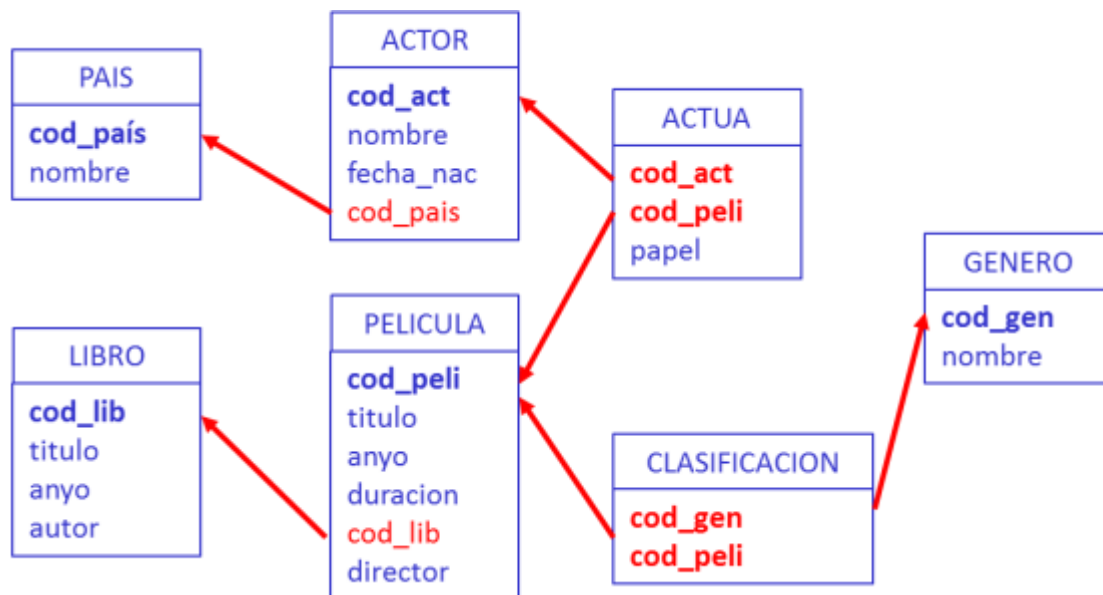 PAIS
cod_país
nombre
ACTOR
cod_act
nombre
fecha_nac
cod_pais
ACTUA
cod_act
cod_peli
papel
GENERO
cod_gen
nombre
LIBRO
cod_lib
titulo
anyo
autor
PELICULA
cod_peli
titulo
anyo
duracion
cod_lib
director
CLASIFICACION
cod_gen
cod_peli